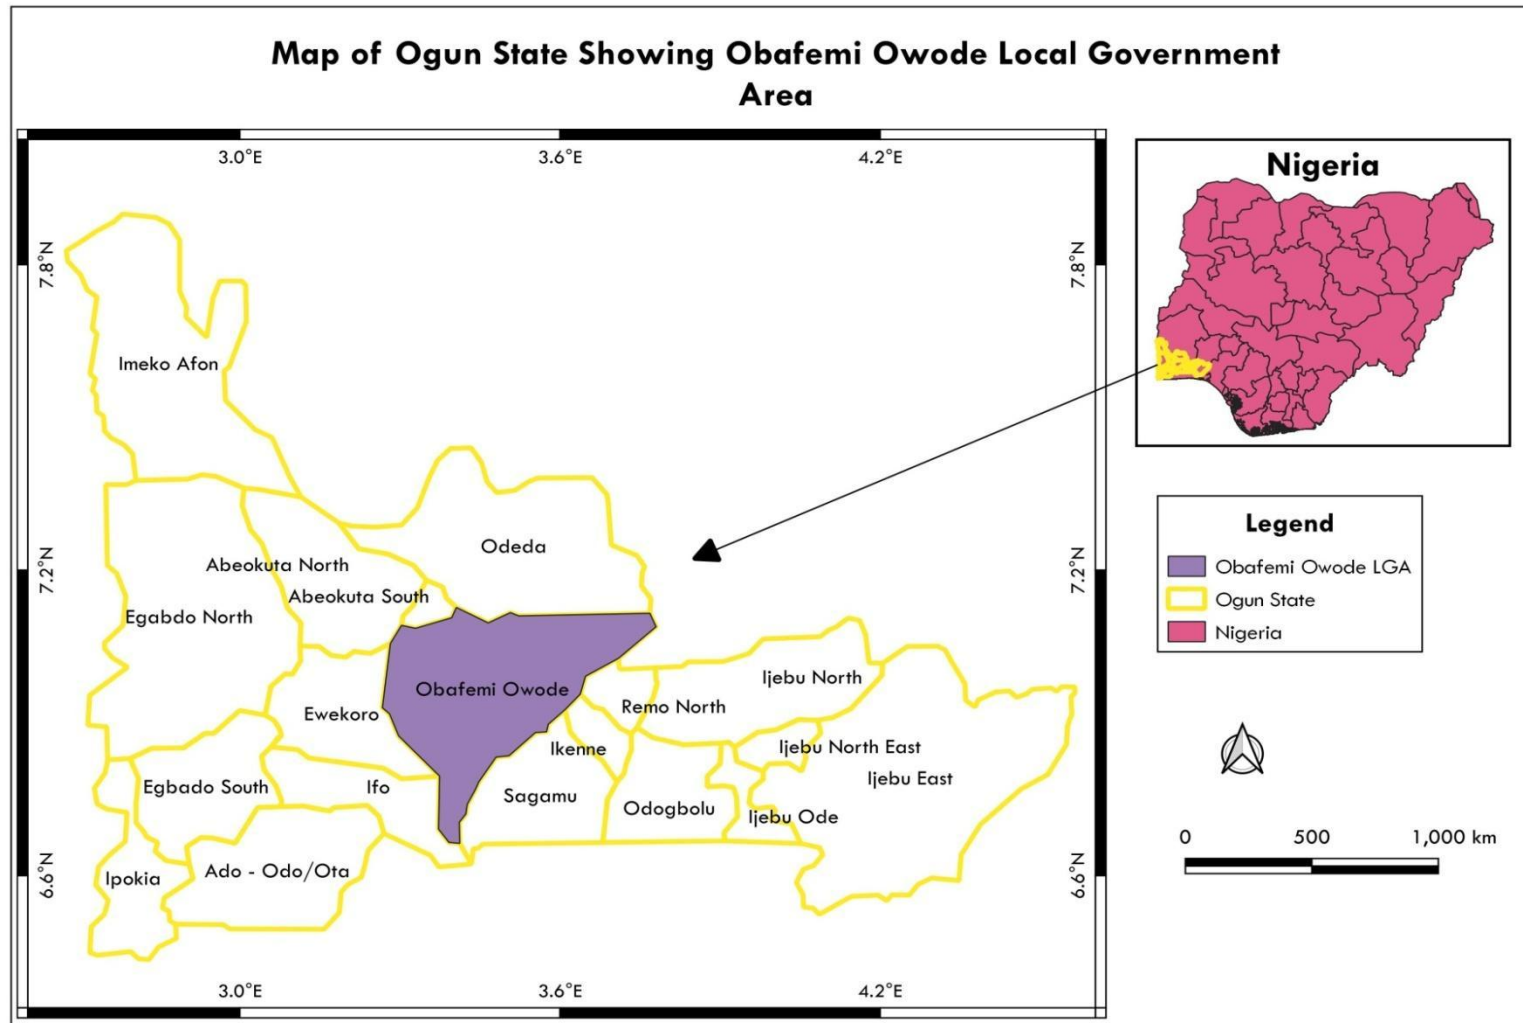 Map of Ogun State Showing Obafemi Owode Local Government
Area
3.0°E
3.6°E
4.2°E
7.8°N
7.8°N
Imeko Afon
Odeda
Abeokuta North
7.2°N
7.2°N
Abeokuta South
Egabdo North
Ijebu North
Obafemi Owode
Remo North
Ewekoro
Ikenne
Ijebu North East
Ijebu East
Egbado South
Ifo
Sagamu
Odogbolu
Ijebu Ode
Ado - Odo/Ota
Ipokia
6.6°N
6.6°N
3.0°E
3.6°E
4.2°E
Nigeria
Legend
Obafemi Owode LGA
Ogun State
Nigeria
0 500 1,000 km